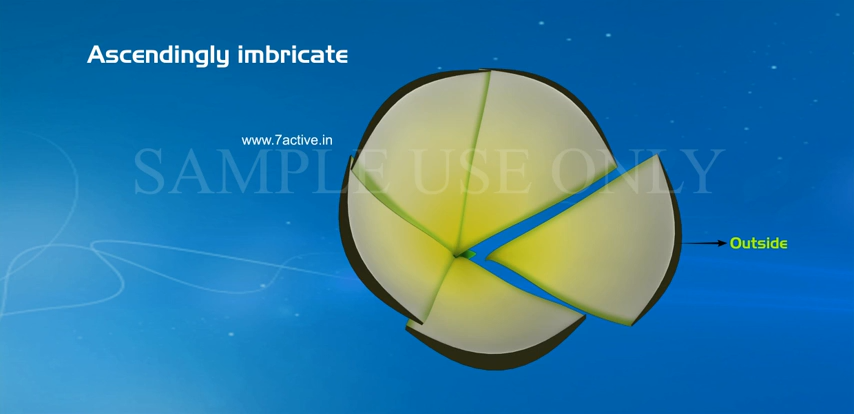 Ascendingly imbricate
www.7active.in
SAMPLE USE ONLY
Outside